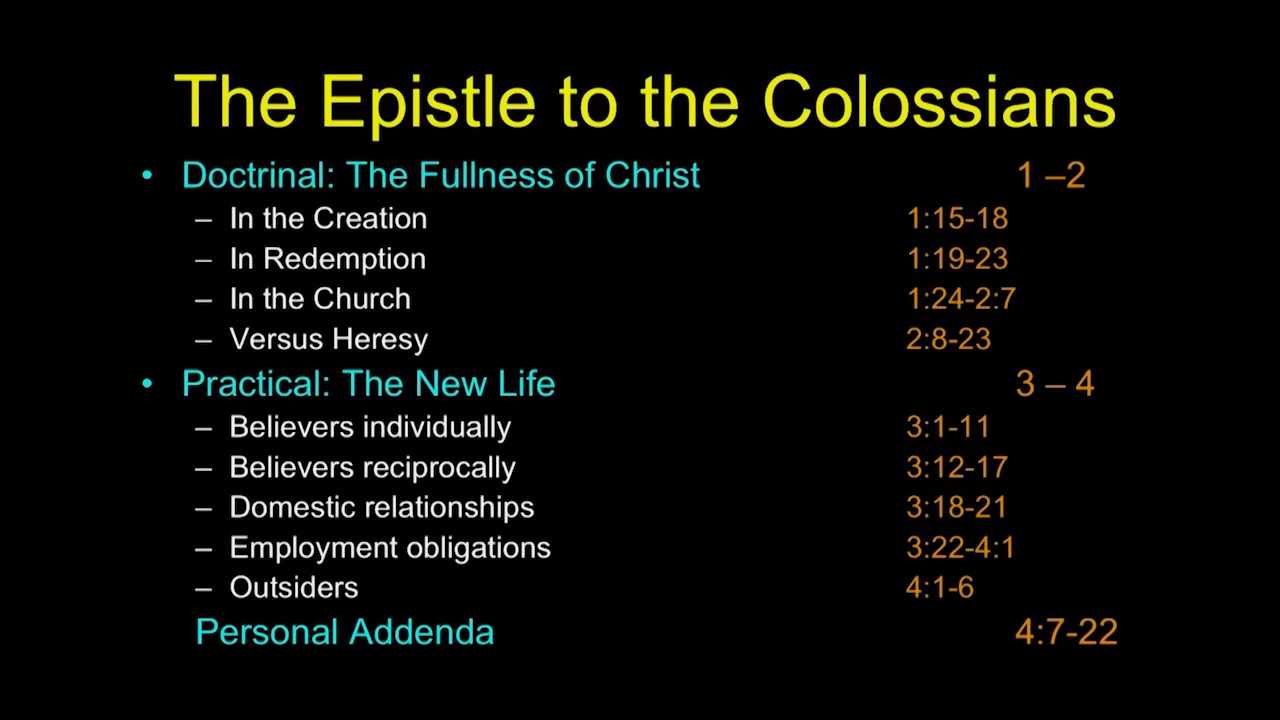 The Epistle to the Colossians
• Doctrinal: The Fullness of Christ 1 –2
– In the Creation 1:15-18
– In Redemption 1:19-23
– In the Church 1:24-2:7
– Versus Heresy 2:8-23
• Practical: The New Life 3 – 4
– Believers individually 3:1-11
– Believers reciprocally 3:12-17
– Domestic relationships 3:18-21
– Employment obligations 3:22-4:1
– Outsiders 4:1-6
Personal Addenda 4:7-22